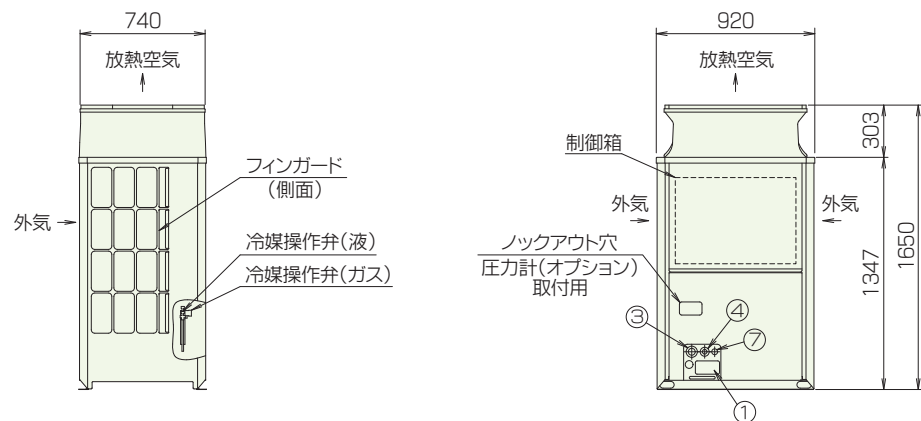 740
放熱空気
フィンガード
(側面)
外気
冷媒操作弁(液)
冷媒操作弁(ガス)
920
放熱空気
制御箱
外気
外気
ノックアウト穴
圧力計(オプション)
取付用
③
④
⑦
①
303
1347
1650